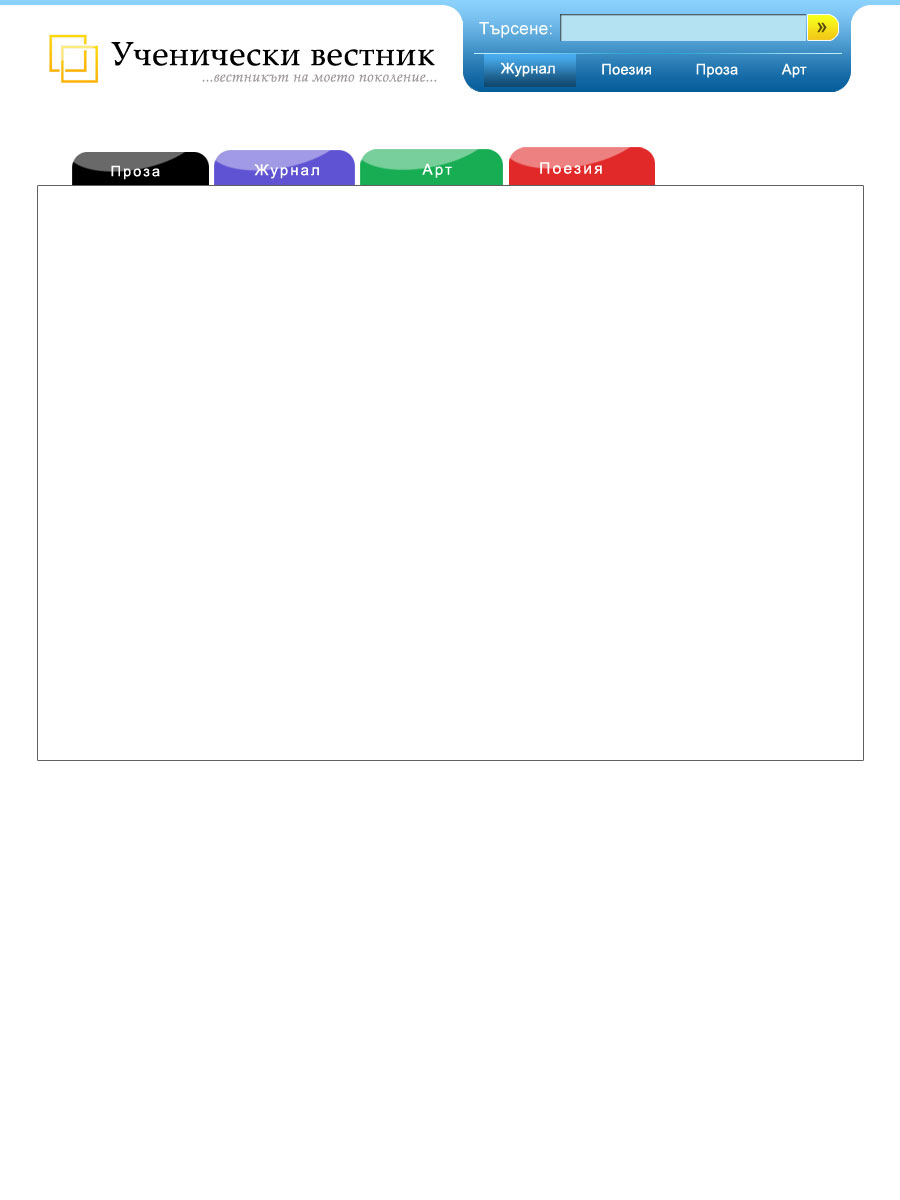 Ученически вестник
...вестникът на моето поколение...
Търсене: »
Журнал Поезия Проза Арт
Проза Журнал Арт Поезия